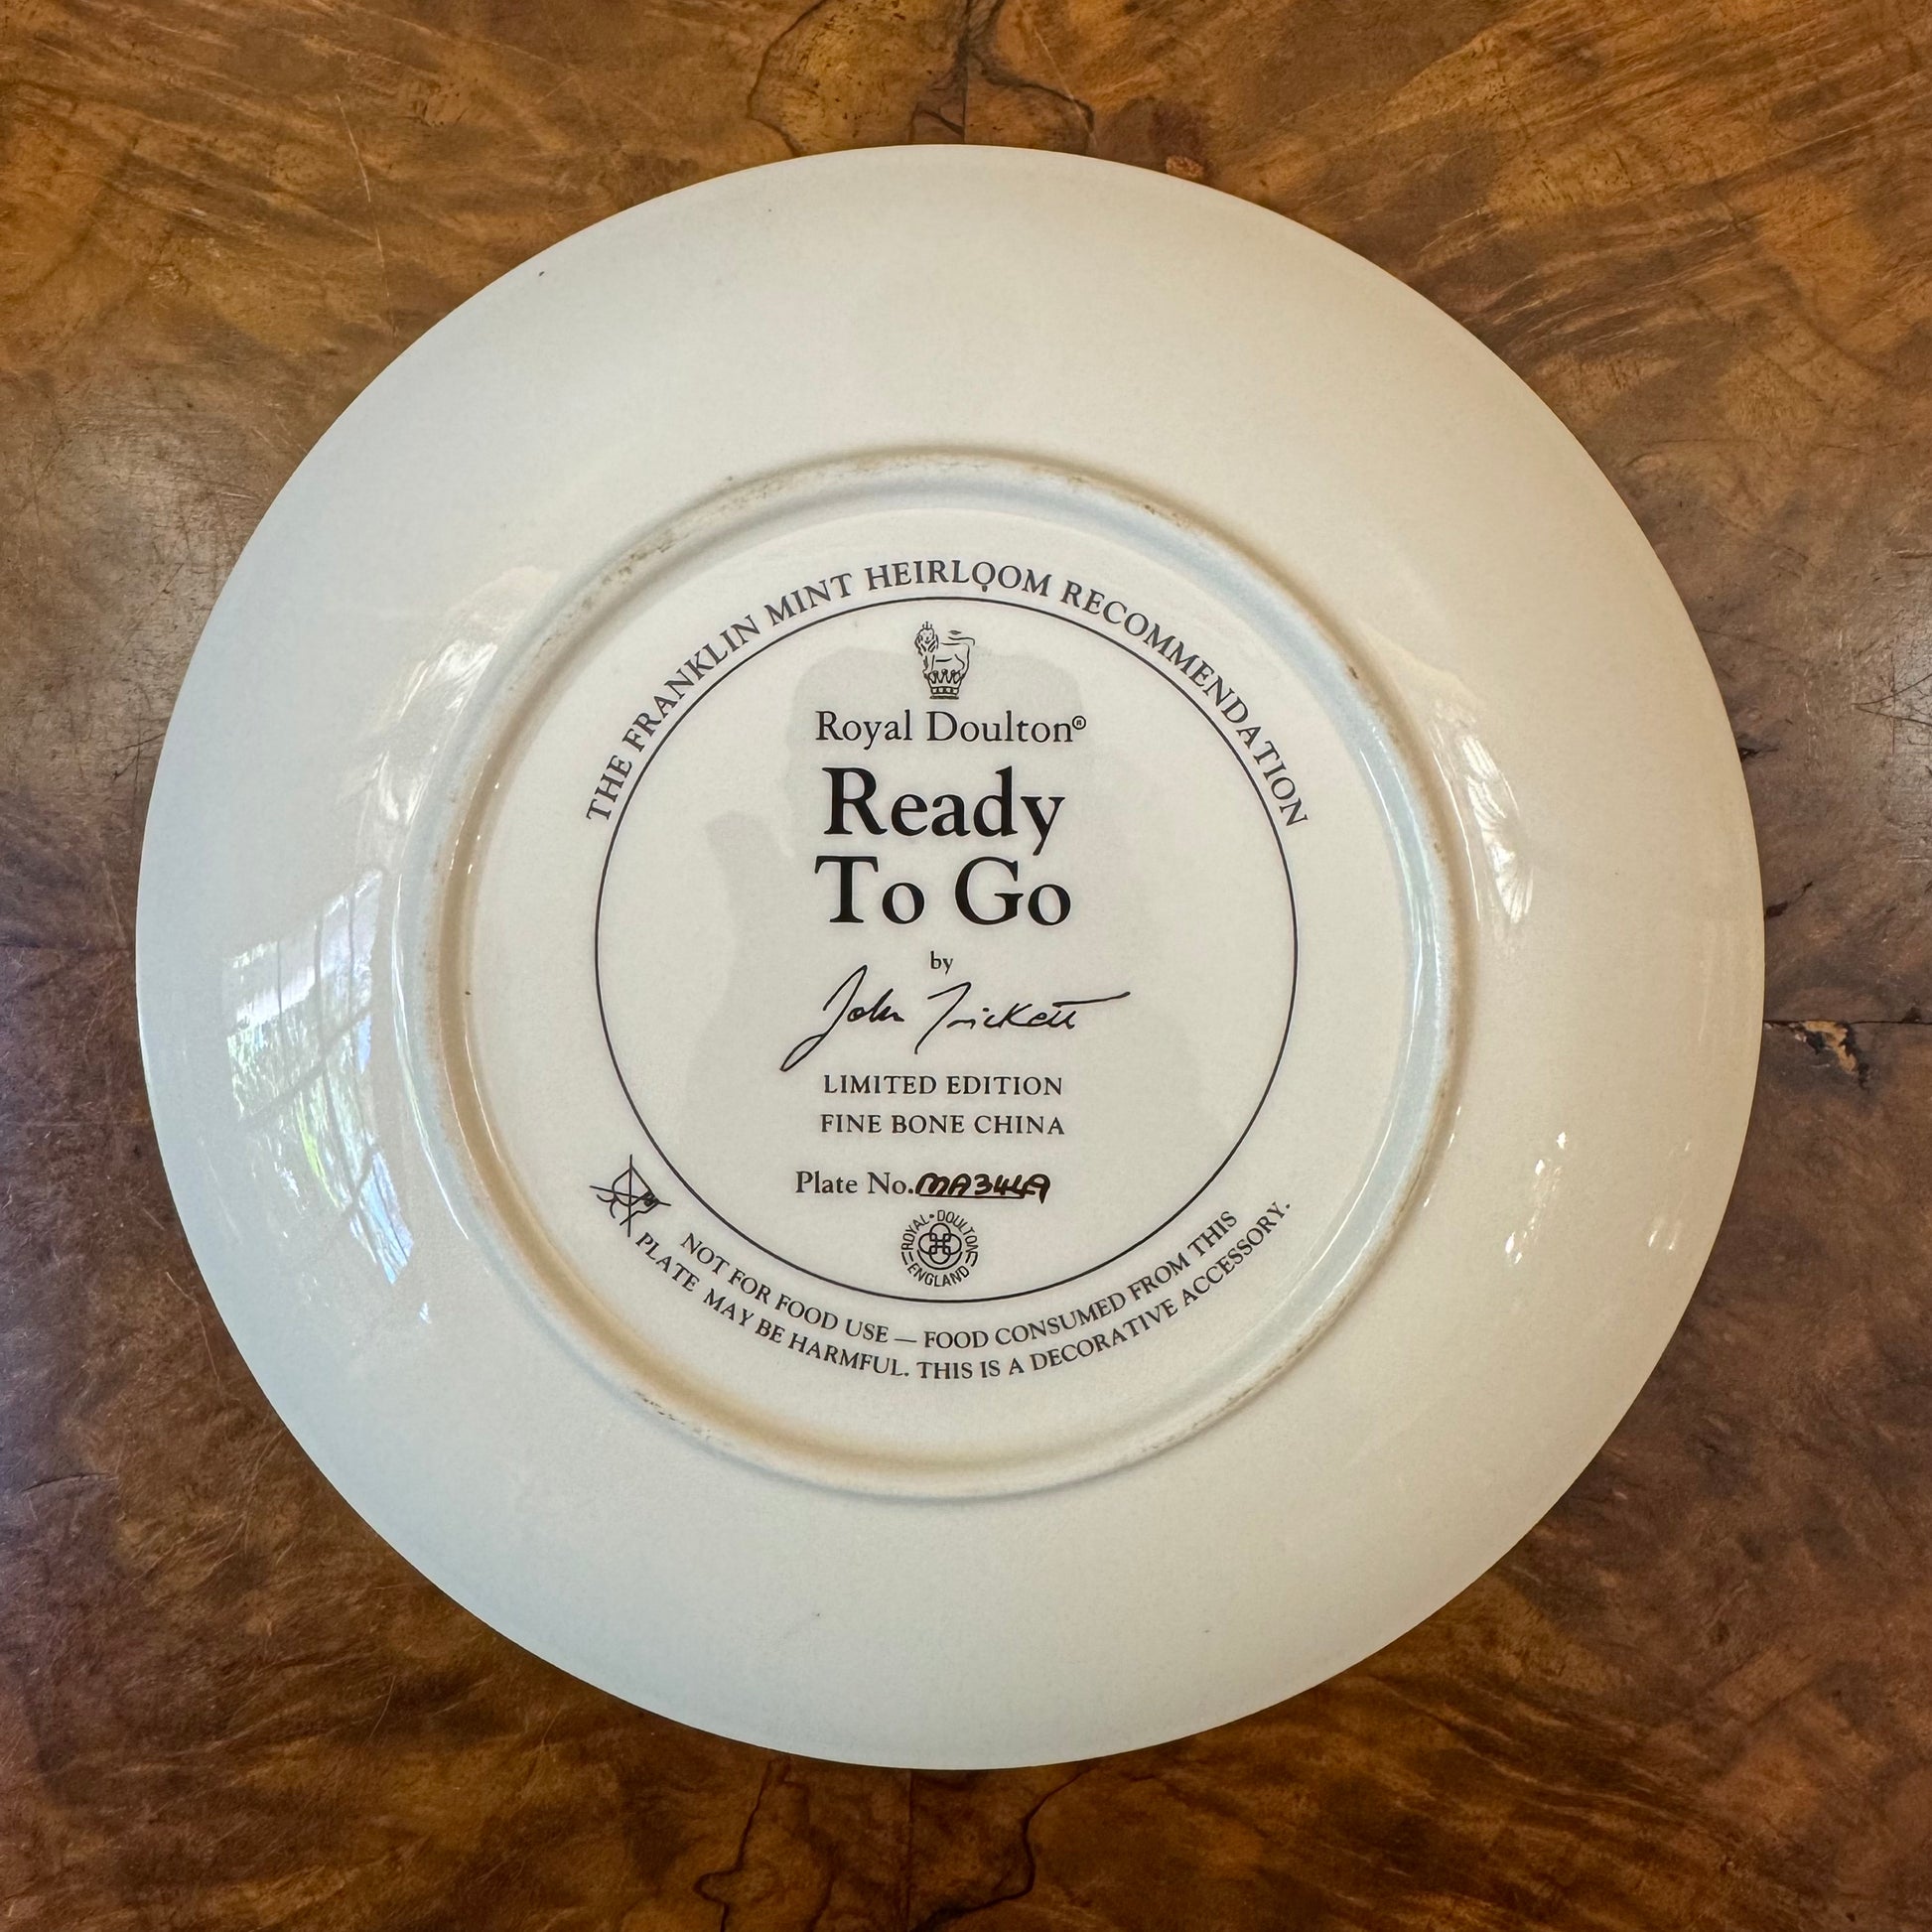 THE FRANKLIN MINT HEIRLOOM RECOMMENDATION
Royal Doulton®
Ready
To Go
by
John Trickett
LIMITED EDITION
FINE BONE CHINA
Plate No. MA3449
ROYAL • DOULTON
ENGLAND
NOT FOR FOOD USE — FOOD CONSUMED FROM THIS
PLATE MAY BE HARMFUL. THIS IS A DECORATIVE ACCESSORY.